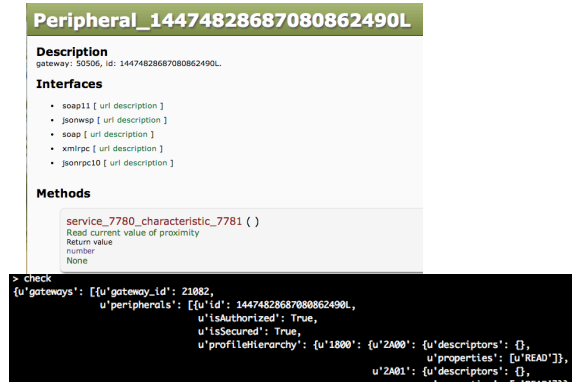 Peripheral_14474828687080862490L
Description
gateway: 50506, id: 14474828687080862490L.
Interfaces
• soap11 [ url description ]
• jsonwsp [ url description ]
• soap [ url description ]
• xmlrpc [ url description ]
• jsonrpc10 [ url description ]
Methods
service_7780_characteristic_7781 ( )
Read current value of proximity
Return value
number
None
> check
{u'gateways': [{u'gateway_id': 21082,
u'peripherals': [{u'id': 14474828687080862490L,
u'isAuthorized': True,
u'isSecured': True,
u'profileHierarchy': {u'1800': {u'2A00': {u'descriptors': {},
u'properties': [u'READ']},
u'2A01': {u'descriptors': {},